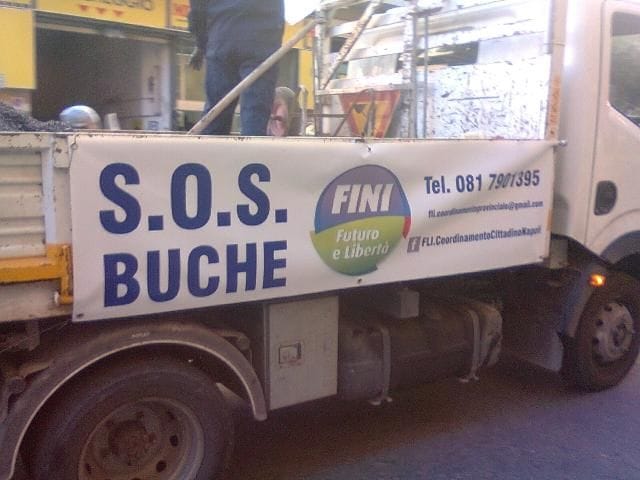 S.O.S.
BUCHE
FINI
Futuro
e Libertà
Tel. 081 7901395
fli.coordinamentoprovinciale@gmail.com
f FLI.CoordinamentoCittadinoNapoli